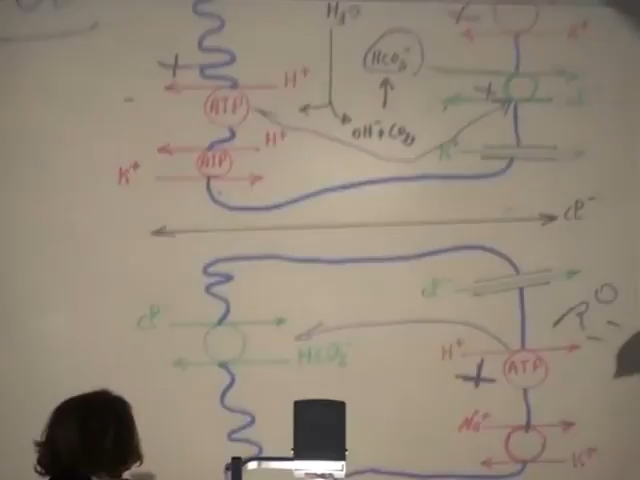 H₂O
K⁺
+
H⁺
HCO₃⁻
+
ATP
OH⁻ + CO₂
H⁺
ATP
K⁺
K⁺
Cl⁻
Cl⁻
Cl⁻
H⁺
HCO₃⁻
ATP
+
Na⁺
K⁺